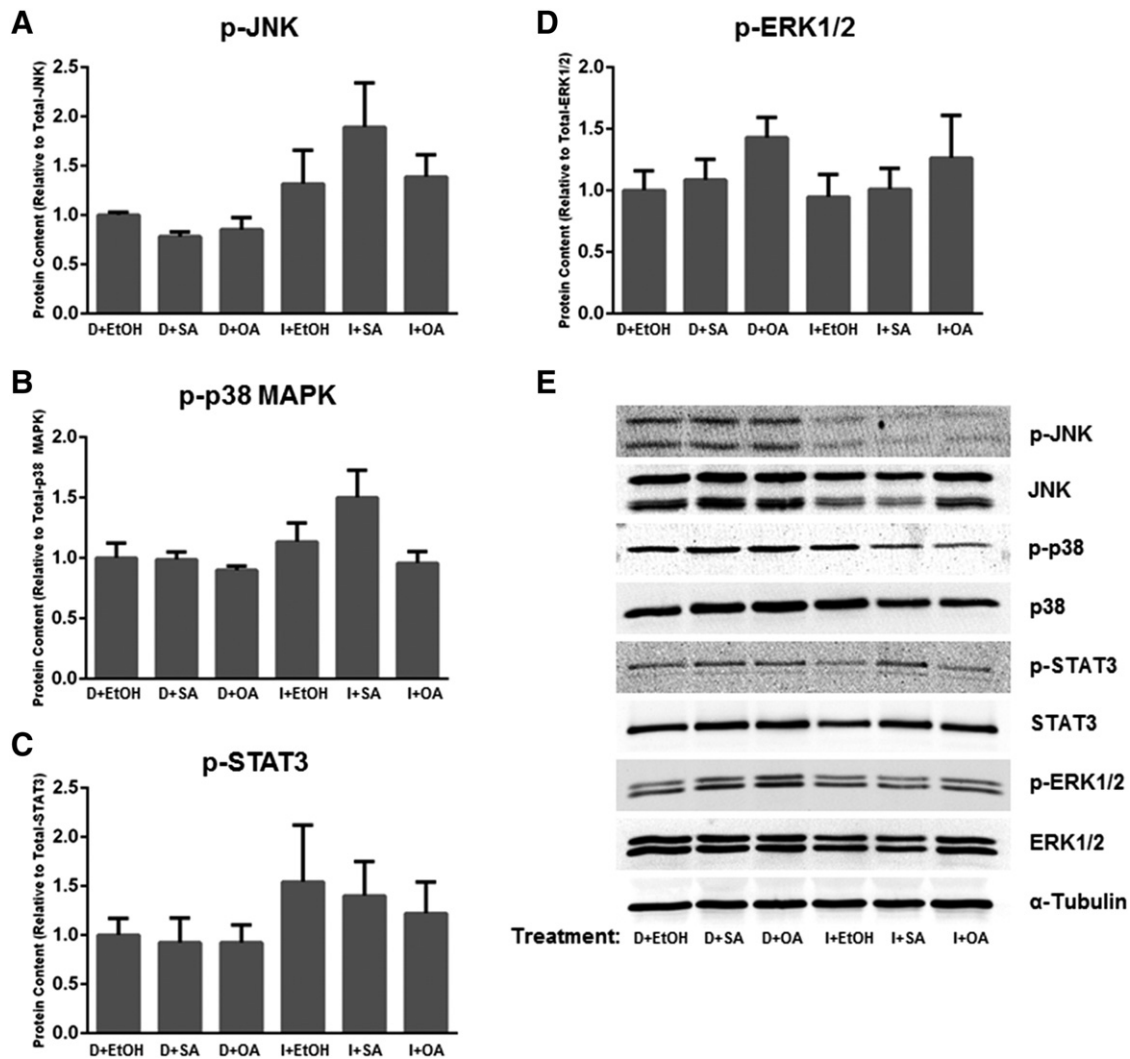 A
p-JNK
Protein Content (Relative to Total-JNK)
2.5
2.0
1.5
1.0
0.5
0.0
D+EtOH D+SA D+OA I+EtOH I+SA I+OA
B
p-p38 MAPK
Protein Content (Relative to Total-p38 MAPK)
2.0
1.5
1.0
0.5
0.0
D+EtOH D+SA D+OA I+EtOH I+SA I+OA
C
p-STAT3
Protein Content (Relative to Total-STAT3)
2.5
2.0
1.5
1.0
0.5
0.0
D+EtOH D+SA D+OA I+EtOH I+SA I+OA
D
p-ERK1/2
Protein Content (Relative to Total-ERK1/2)
2.0
1.5
1.0
0.5
0.0
D+EtOH D+SA D+OA I+EtOH I+SA I+OA
E
p-JNK
JNK
p-p38
p38
p-STAT3
STAT3
p-ERK1/2
ERK1/2
α-Tubulin
Treatment: D+EtOH D+SA D+OA I+EtOH I+SA I+OA